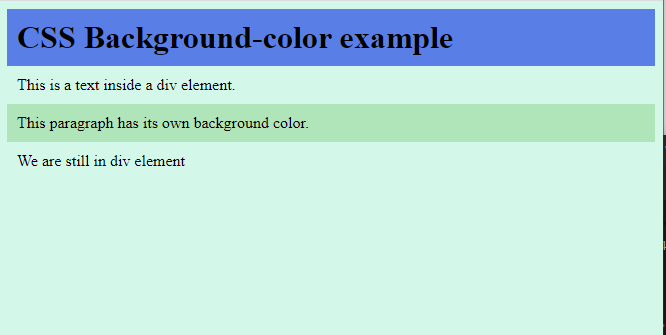 CSS Background-color example
This is a text inside a div element.
This paragraph has its own background color.
We are still in div element